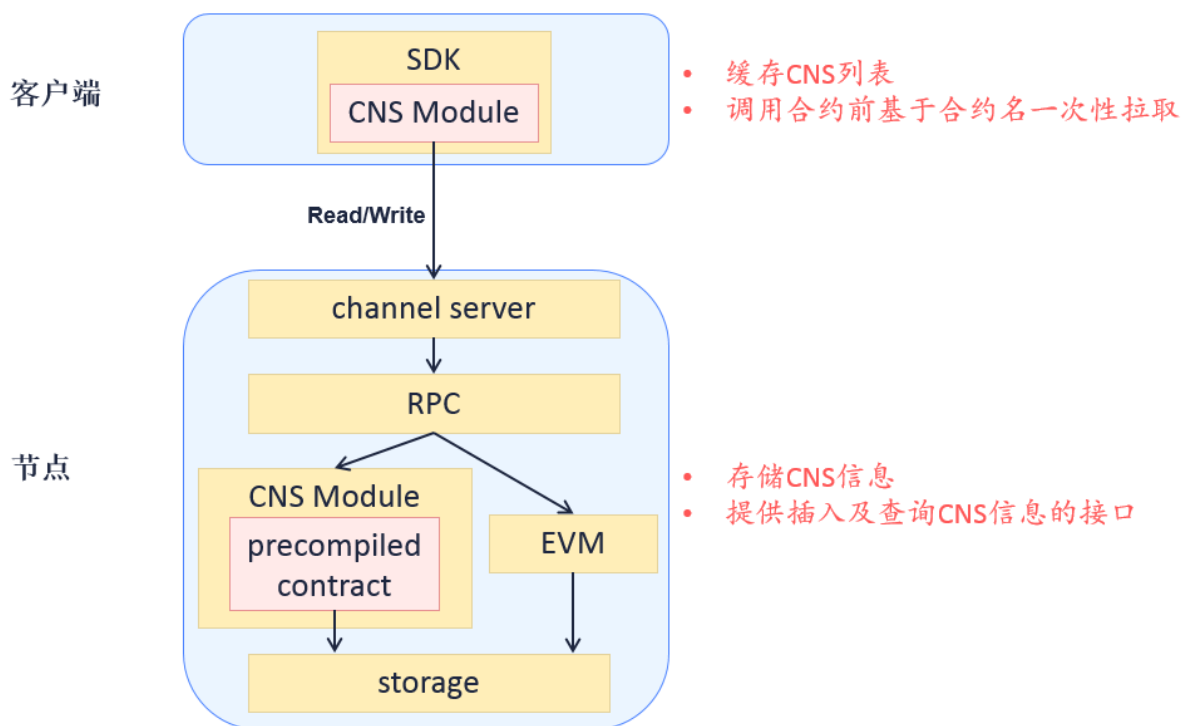 客户端
SDK
CNS Module
• 缓存CNS列表
• 调用合约前基于合约名一次性拉取
Read/Write
channel server
RPC
节点
CNS Module
precompiled
contract
EVM
storage
• 存储CNS信息
• 提供插入及查询CNS信息的接口